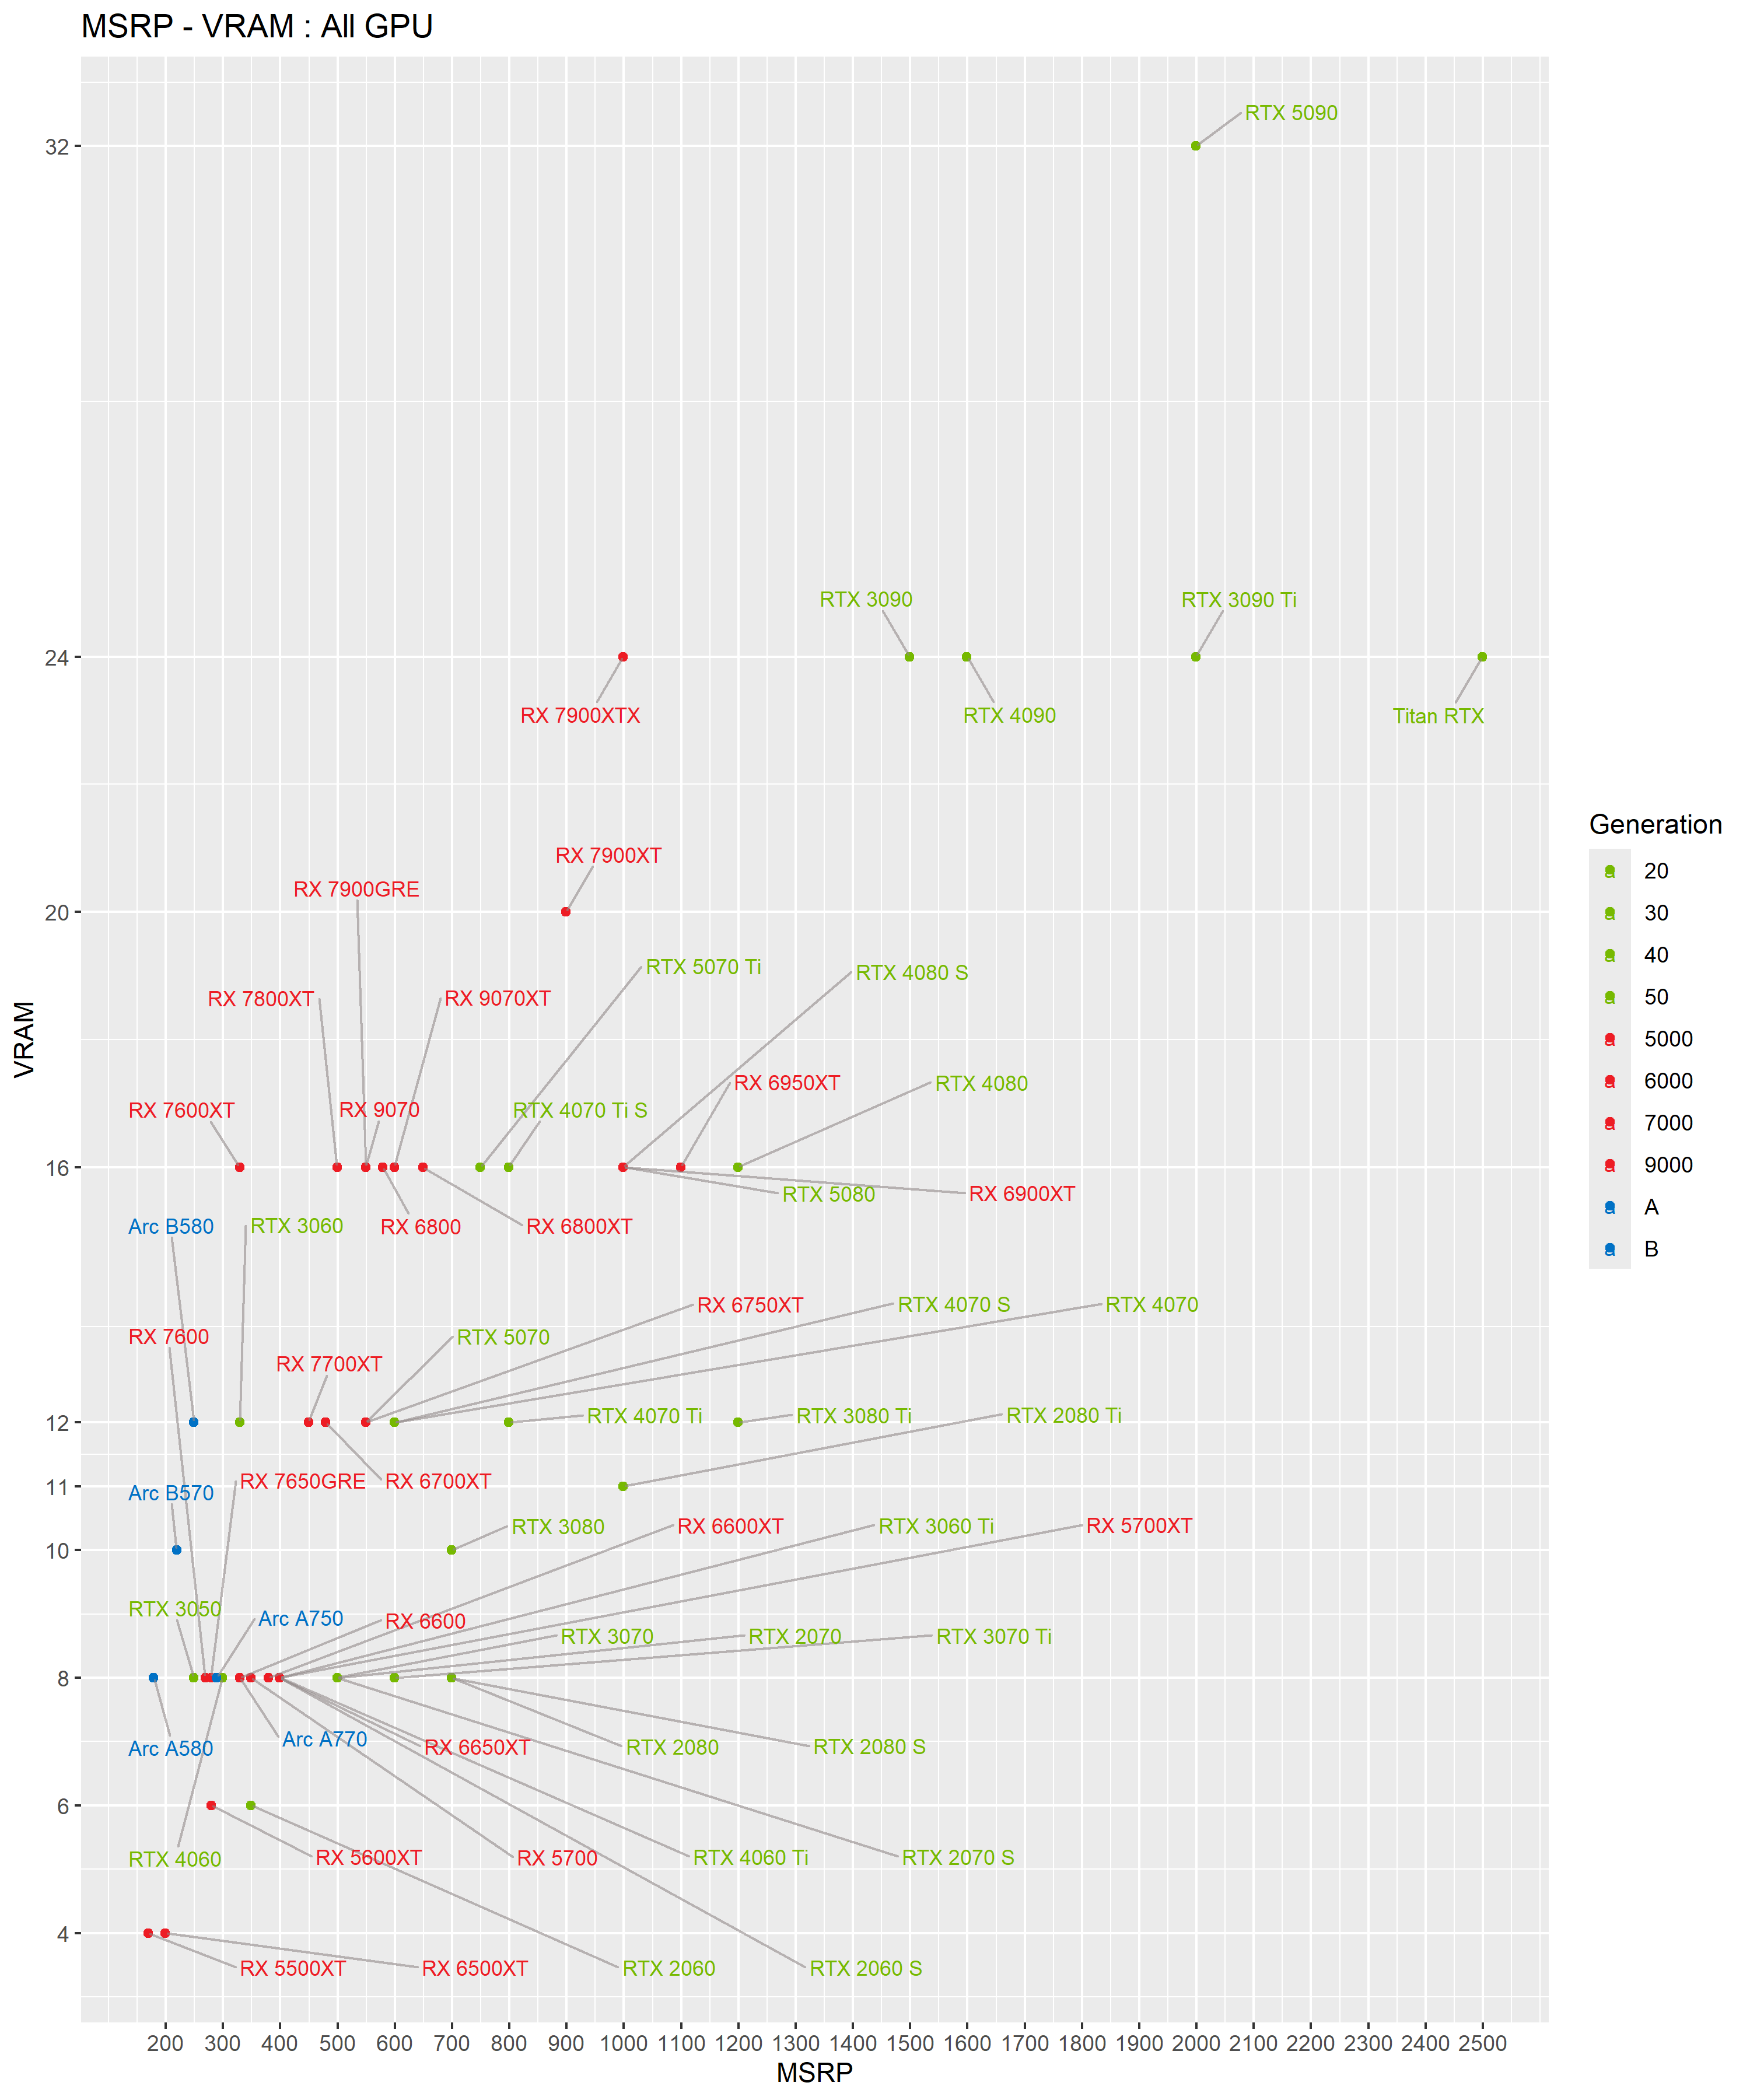 MSRP - VRAM : All GPU
RTX 5090
32
RTX 3090
RTX 3090 Ti
24
RX 7900XTX
RTX 4090
Titan RTX
Generation
20
30
40
50
5000
6000
7000
9000
A
B
RX 7900XT
RX 7900GRE
20
RTX 5070 Ti
RTX 4080 S
RX 7800XT
RX 9070XT
VRAM
RX 6950XT
RTX 4080
RX 7600XT
RX 9070
RTX 4070 Ti S
16
RTX 5080
RX 6900XT
Arc B580
RTX 3060
RX 6800
RX 6800XT
RX 6750XT
RTX 4070 S
RTX 4070
RX 7600
RTX 5070
RX 7700XT
12
RTX 4070 Ti
RTX 3080 Ti
RTX 2080 Ti
RX 7650GRE
RX 6700XT
11
Arc B570
RTX 3080
RX 6600XT
RTX 3060 Ti
RX 5700XT
10
RTX 3050
Arc A750
RX 6600
RTX 3070
RTX 2070
RTX 3070 Ti
8
Arc A580
Arc A770
RX 6650XT
RTX 2080
RTX 2080 S
6
RTX 4060
RX 5600XT
RX 5700
RTX 4060 Ti
RTX 2070 S
4
RX 5500XT
RX 6500XT
RTX 2060
RTX 2060 S
200 300 400 500 600 700 800 900 1000 1100 1200 1300 1400 1500 1600 1700 1800 1900 2000 2100 2200 2300 2400 2500
MSRP